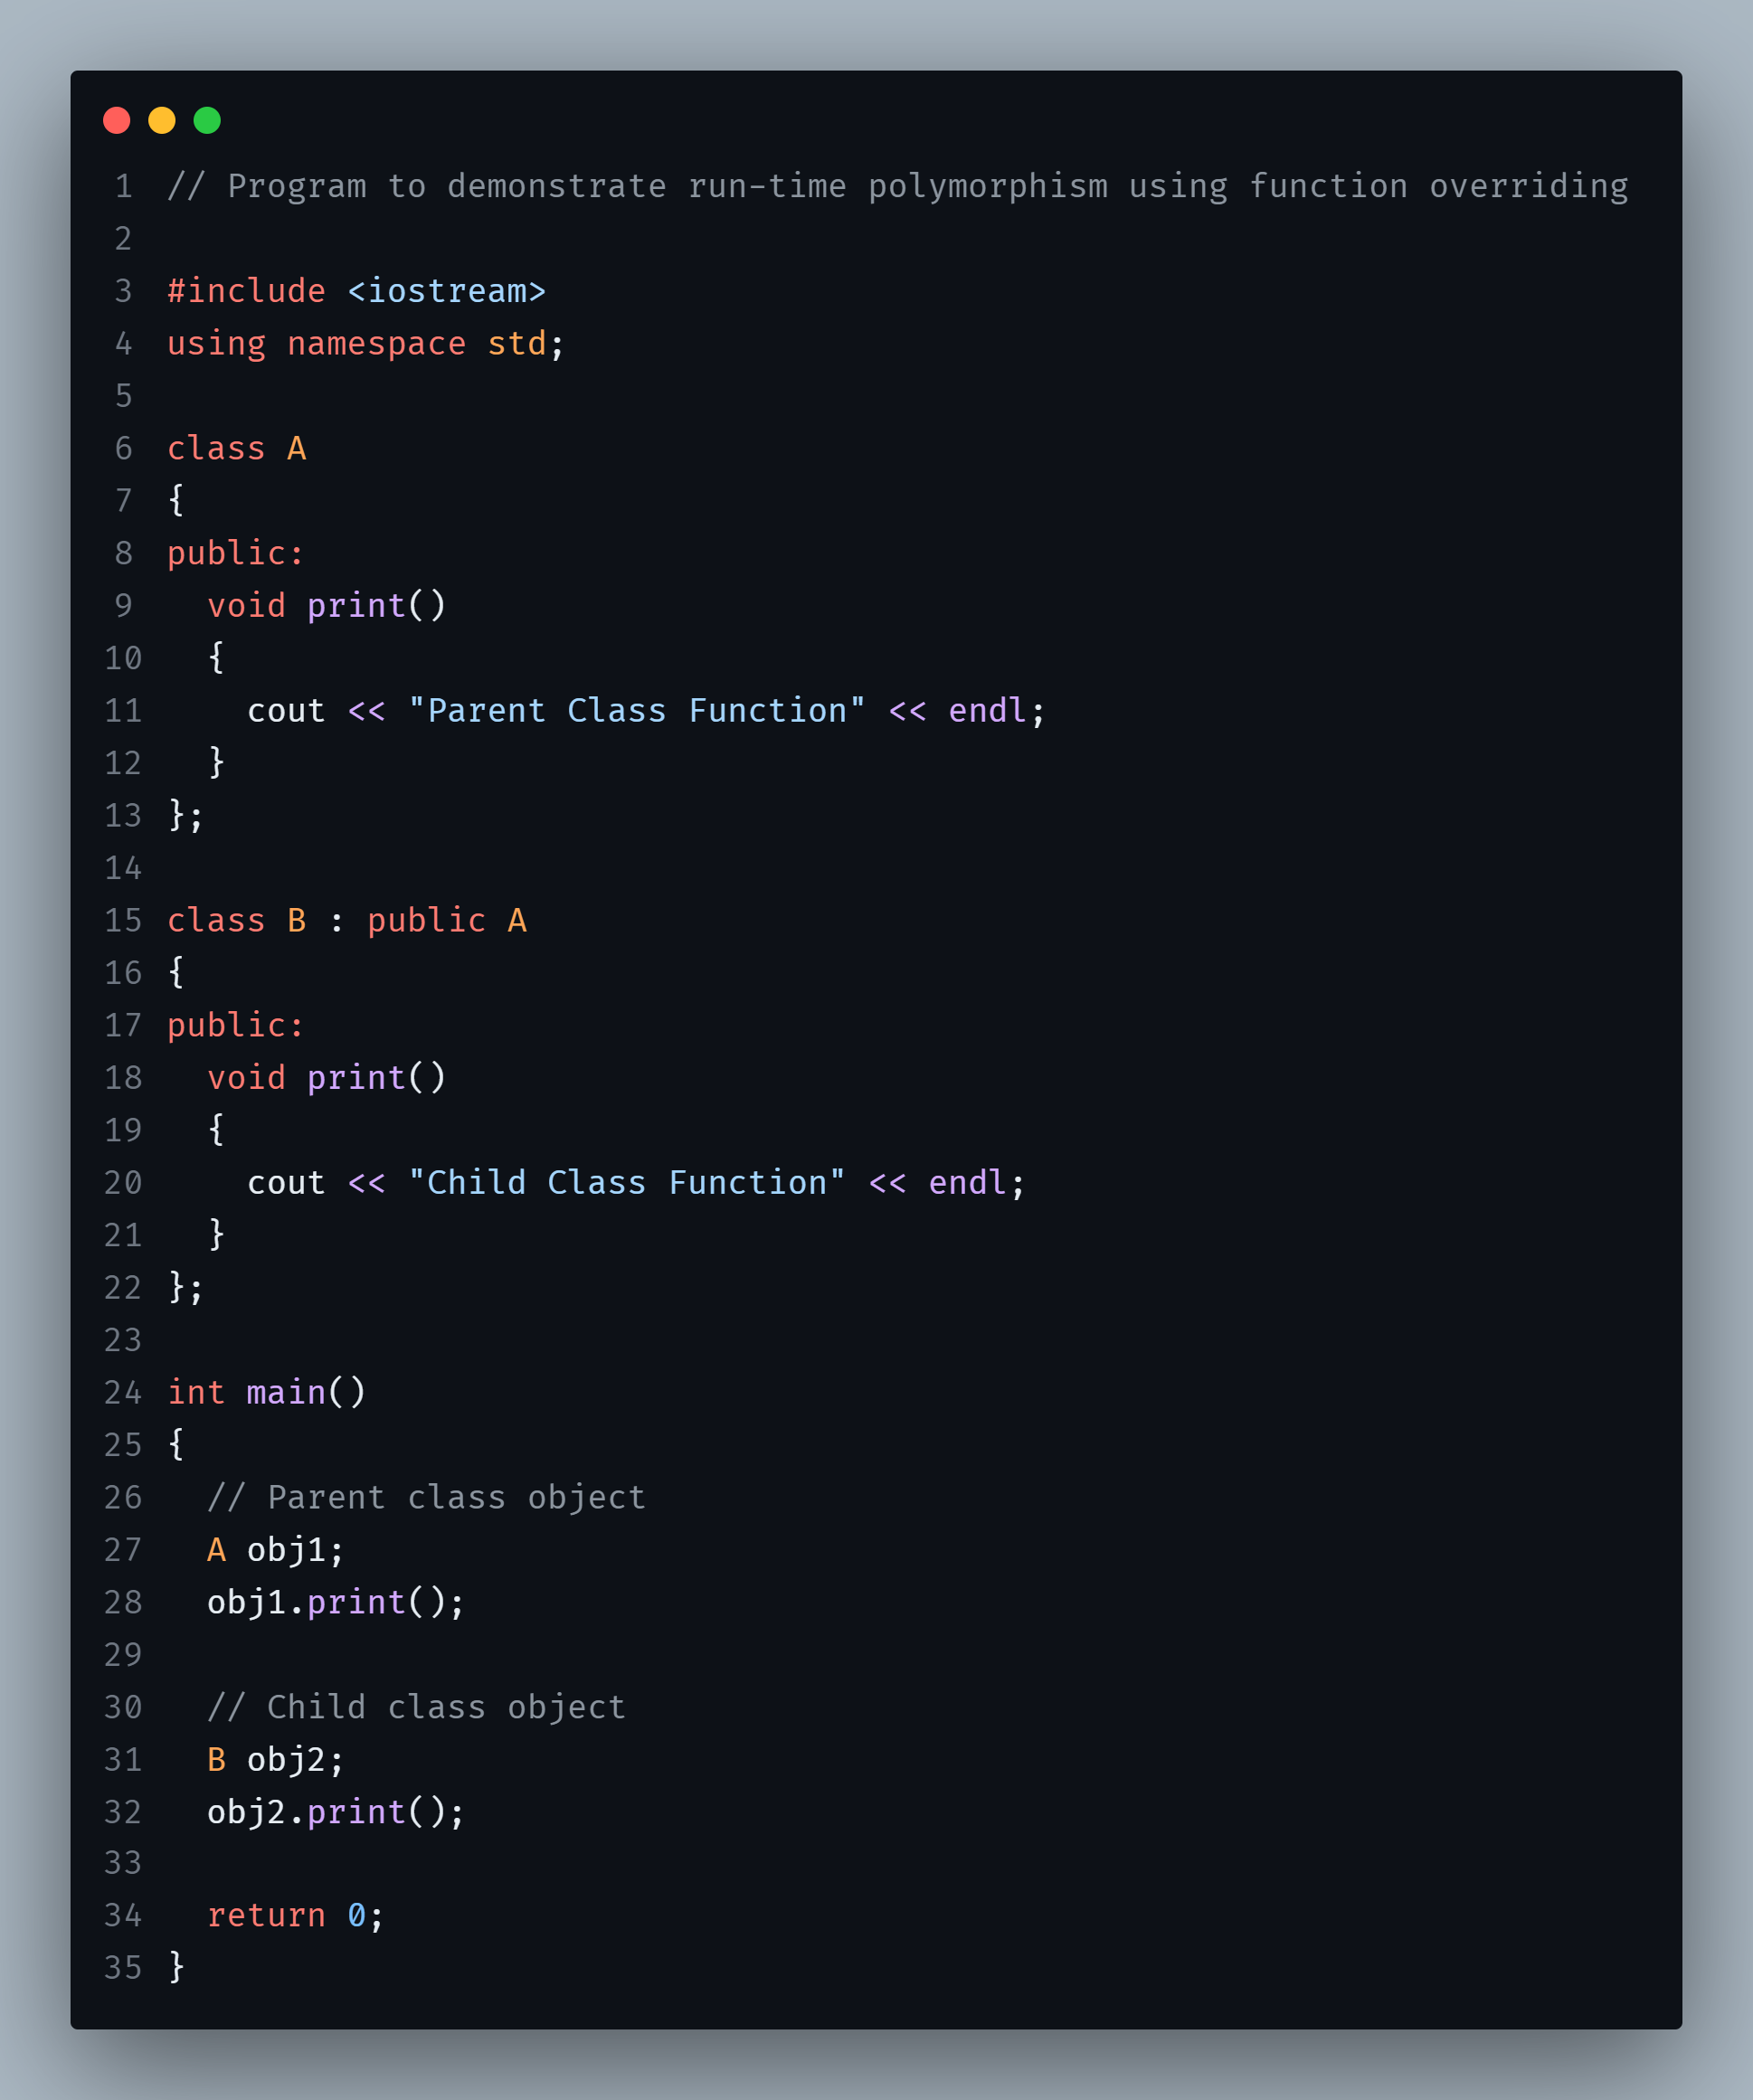 1 // Program to demonstrate run-time polymorphism using function overriding
2
3 #include <iostream>
4 using namespace std;
5
6 class A
7 {
8 public:
9   void print()
10   {
11     cout << "Parent Class Function" << endl;
12   }
13 };
14
15 class B : public A
16 {
17 public:
18   void print()
19   {
20     cout << "Child Class Function" << endl;
21   }
22 };
23
24 int main()
25 {
26   // Parent class object
27   A obj1;
28   obj1.print();
29
30   // Child class object
31   B obj2;
32   obj2.print();
33
34   return 0;
35 }